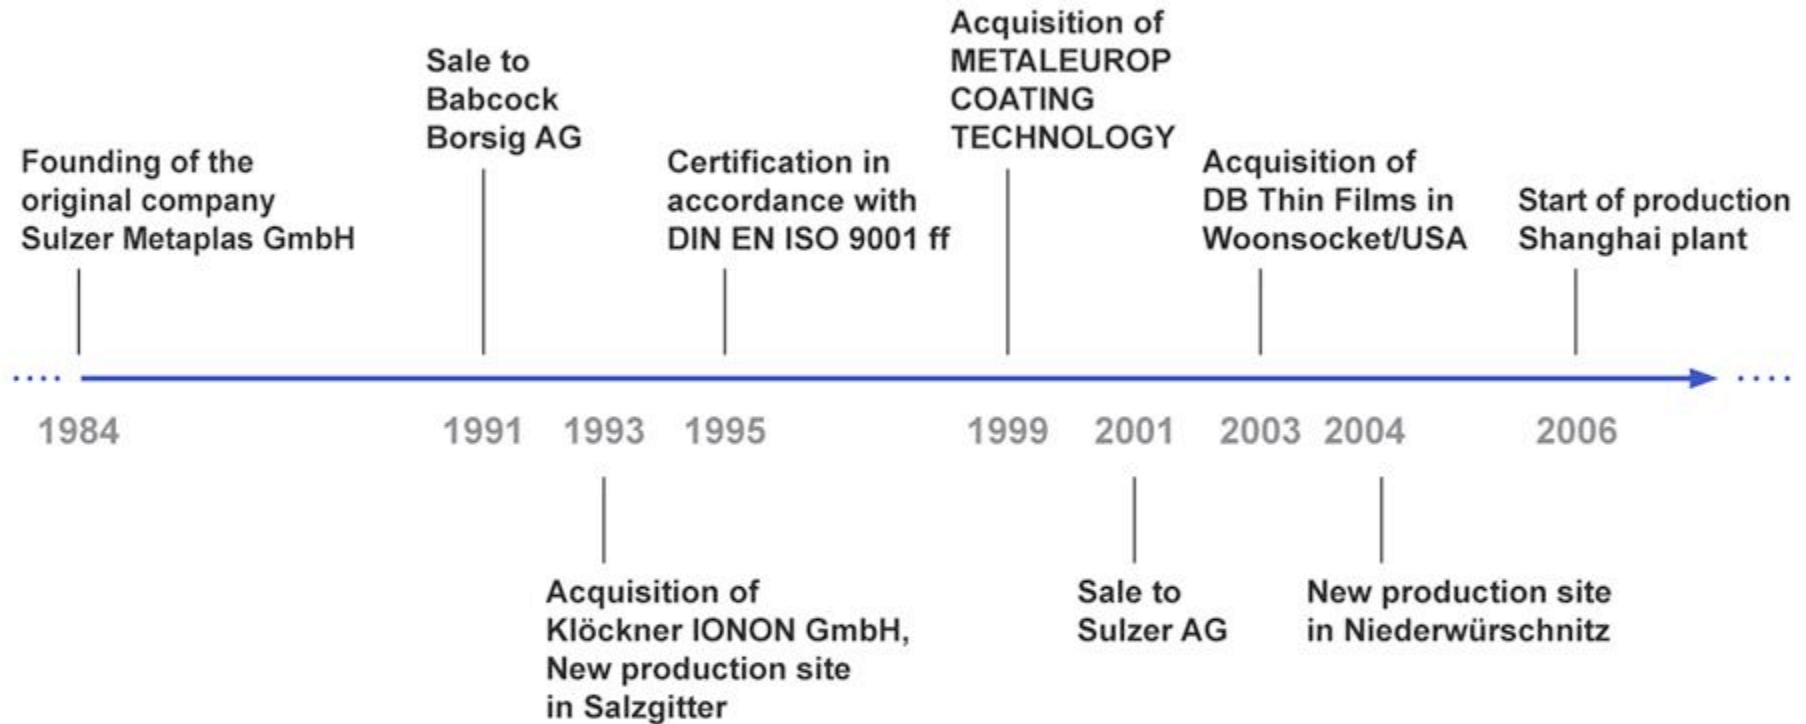 Founding of the
original company
Sulzer Metaplas GmbH
Sale to
Babcock
Borsig AG
Certification in
accordance with
DIN EN ISO 9001 ff
Acquisition of
METALEUROP
COATING
TECHNOLOGY
Acquisition of
DB Thin Films in
Woonsocket/USA
Start of production
Shanghai plant
1984 1991 1993 1995 1999 2001 2003 2004 2006
Acquisition of
Klöckner IONON GmbH,
New production site
in Salzgitter
Sale to
Sulzer AG
New production site
in Niederwürschnitz